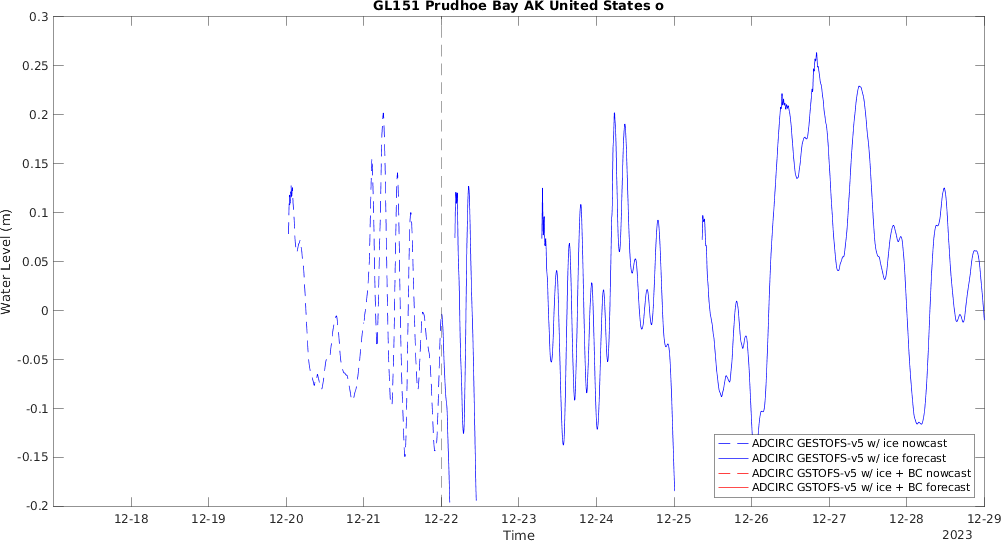 GL151 Prudhoe Bay AK United States o
0.3
0.25
0.2
0.15
0.1
0.05
0
-0.05
-0.1
-0.15
-0.2
Water Level (m)
ADCIRC GESTOFS-v5 w/ ice nowcast
ADCIRC GESTOFS-v5 w/ ice forecast
ADCIRC GSTOFS-v5 w/ ice + BC nowcast
ADCIRC GSTOFS-v5 w/ ice + BC forecast
12-18 12-19 12-20 12-21 12-22 12-23 12-24 12-25 12-26 12-27 12-28 12-29
Time
2023